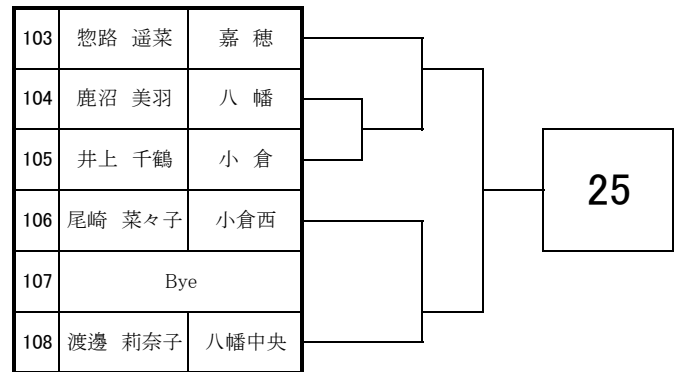 103 惣路 遥菜 嘉 穂
104 鹿沼 美羽 八 幡
105 井上 千鶴 小 倉
106 尾崎 菜々子 小倉西
107 Bye
108 渡邊 莉奈子 八幡中央
25